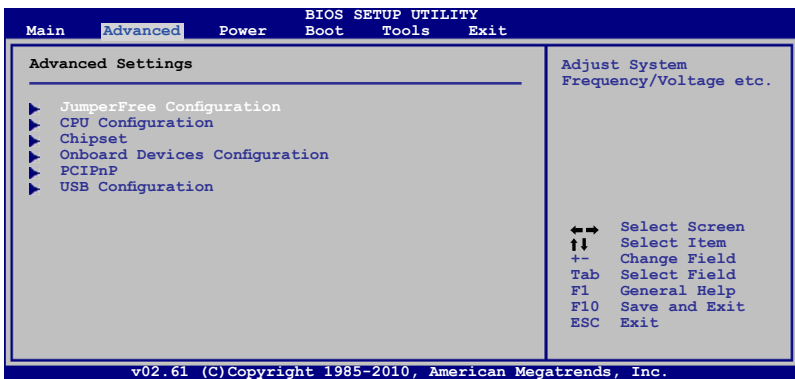 BIOS SETUP UTILITY
Main Advanced Power Boot Tools Exit
Advanced Settings
JumperFree Configuration
CPU Configuration
Chipset
Onboard Devices Configuration
PCIPnP
USB Configuration
Adjust System
Frequency/Voltage etc.
←→ Select Screen
↑↓ Select Item
+- Change Field
Tab Select Field
F1 General Help
F10 Save and Exit
ESC Exit
v02.61 (C)Copyright 1985-2010, American Megatrends, Inc.